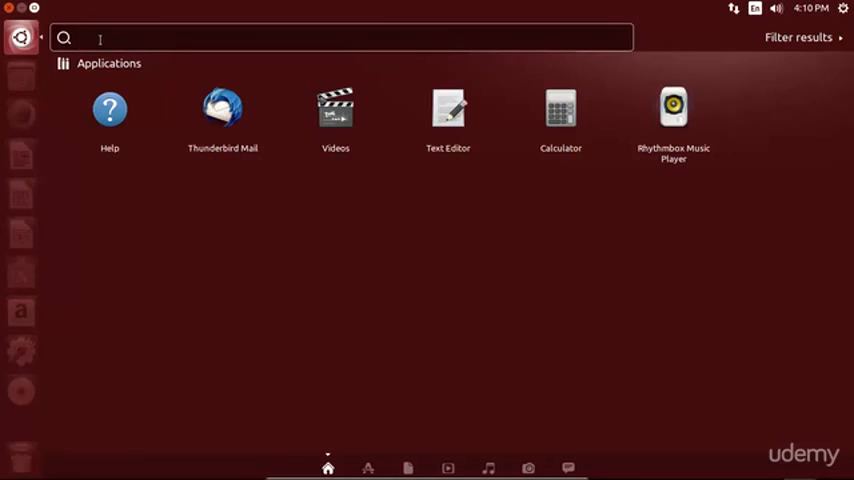 En
4:10 PM
Filter results
Applications
Help
Thunderbird Mail
Videos
Text Editor
Calculator
Rhythmbox Music
Player
a
udemy